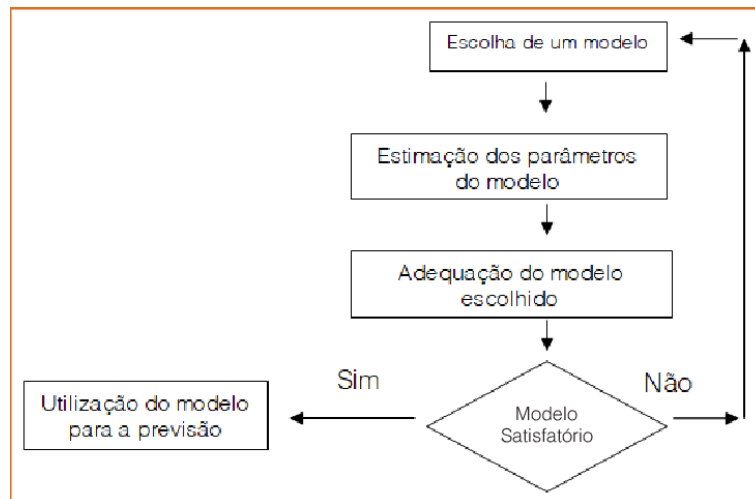 Escolha de um modelo
Estimação dos parâmetros
do modelo
Adequação do modelo
escolhido
Sim
Não
Modelo
Satisfatório
Utilização do modelo
para a previsão